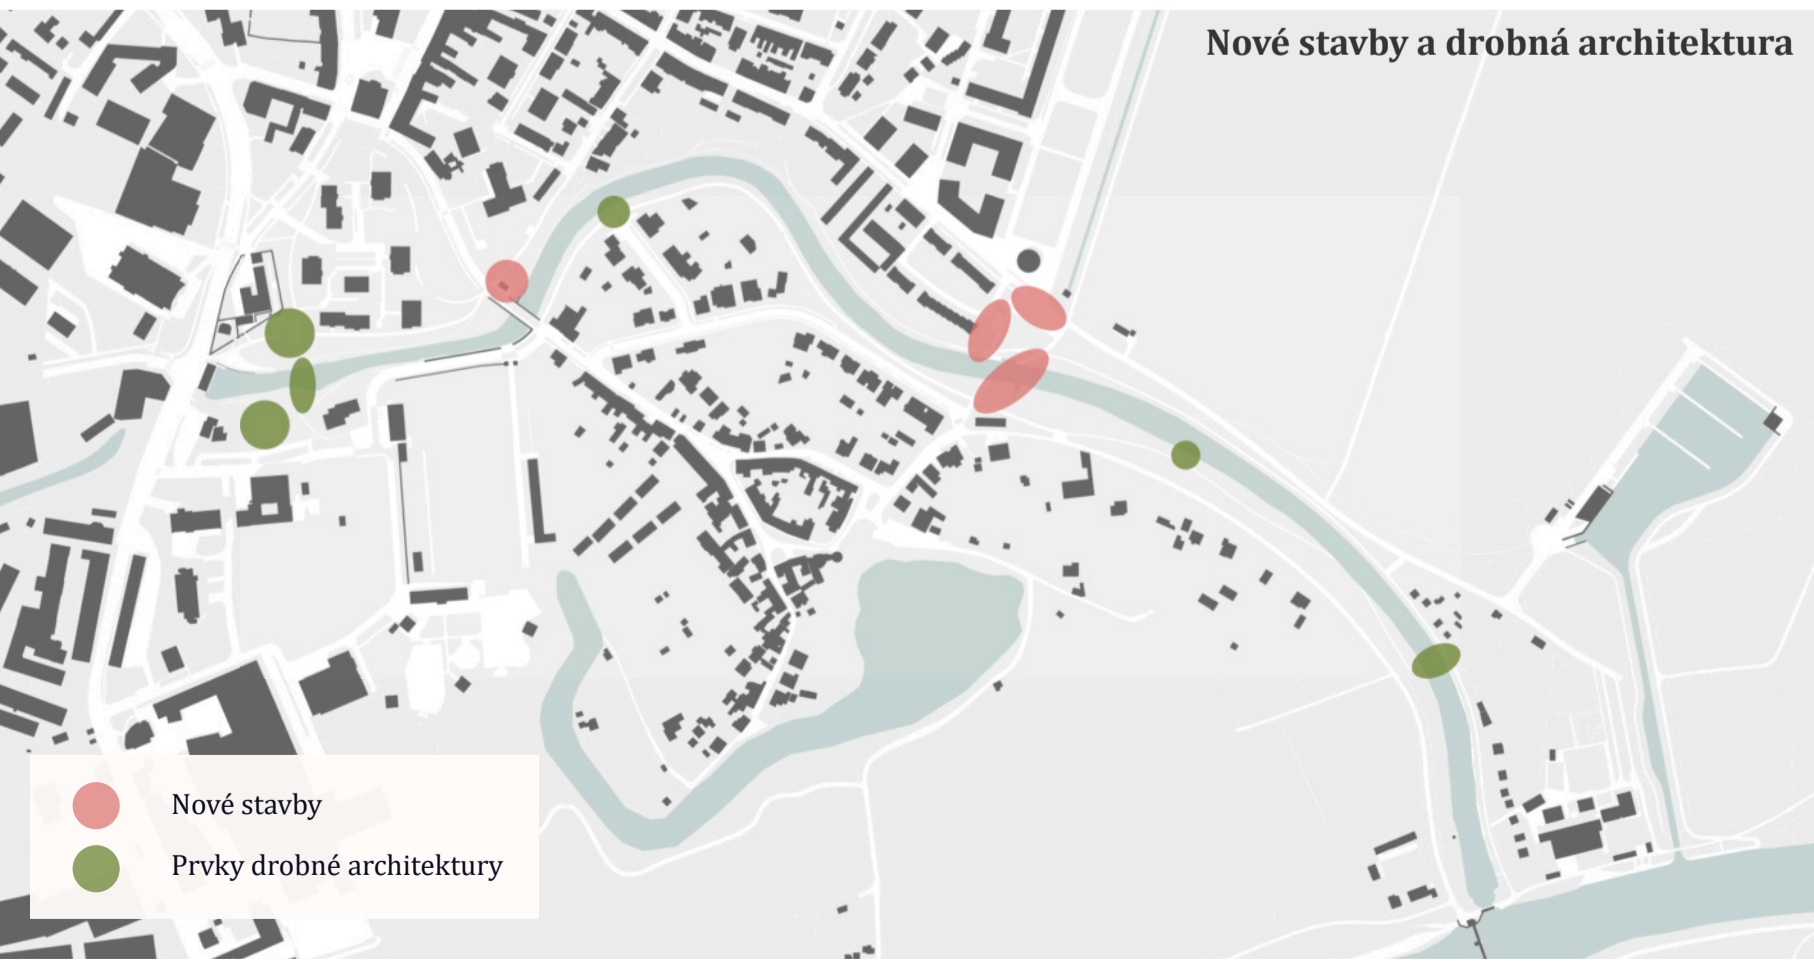 Nové stavby a drobná architektura
Nové stavby
Prvky drobné architektury